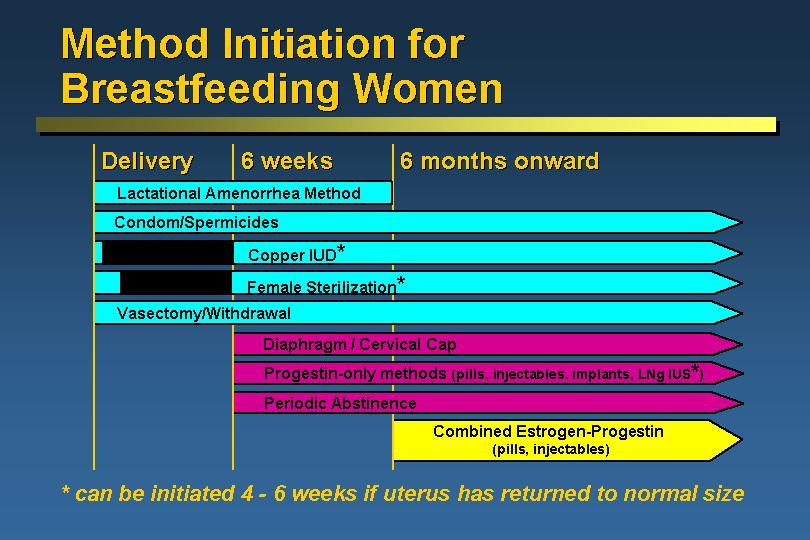 Method Initiation for
Breastfeeding Women
Delivery 6 weeks 6 months onward
Lactational Amenorrhea Method
Condom/Spermicides
Copper IUD*
Female Sterilization*
Vasectomy/Withdrawal
Diaphragm / Cervical Cap
Progestin-only methods (pills, injectables, implants, LNg IUS*)
Periodic Abstinence
Combined Estrogen-Progestin
(pills, injectables)
* can be initiated 4 - 6 weeks if uterus has returned to normal size